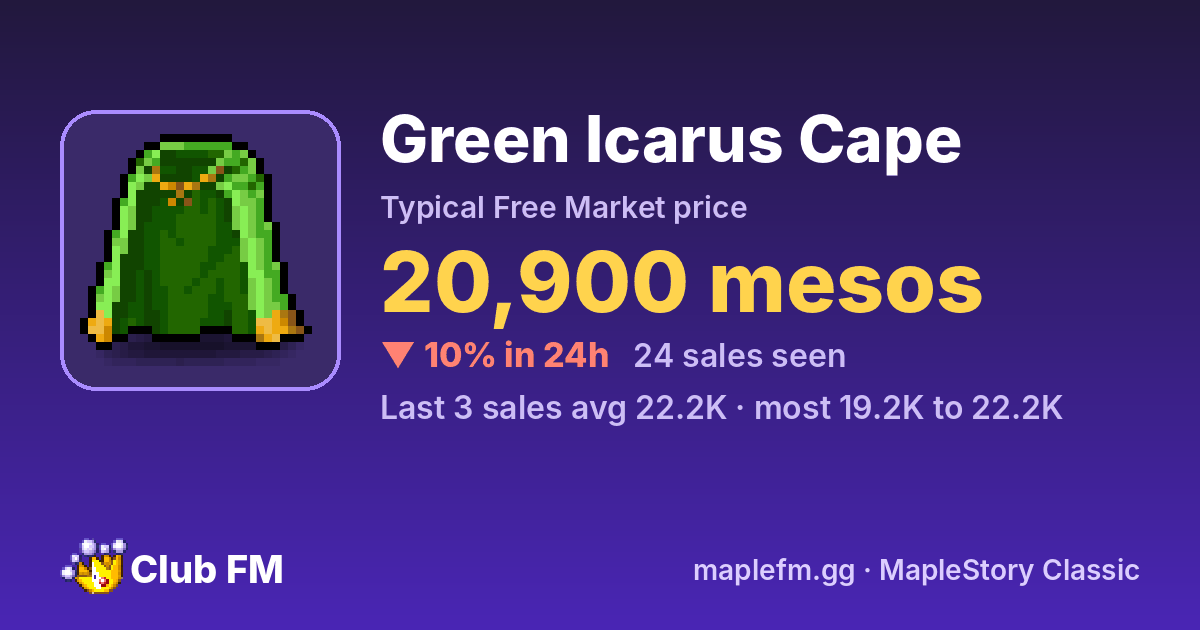 Green Icarus Cape
Typical Free Market price
20,900 mesos
▼ 10% in 24h 24 sales seen
Last 3 sales avg 22.2K · most 19.2K to 22.2K
Club FM
maplefm.gg · MapleStory Classic